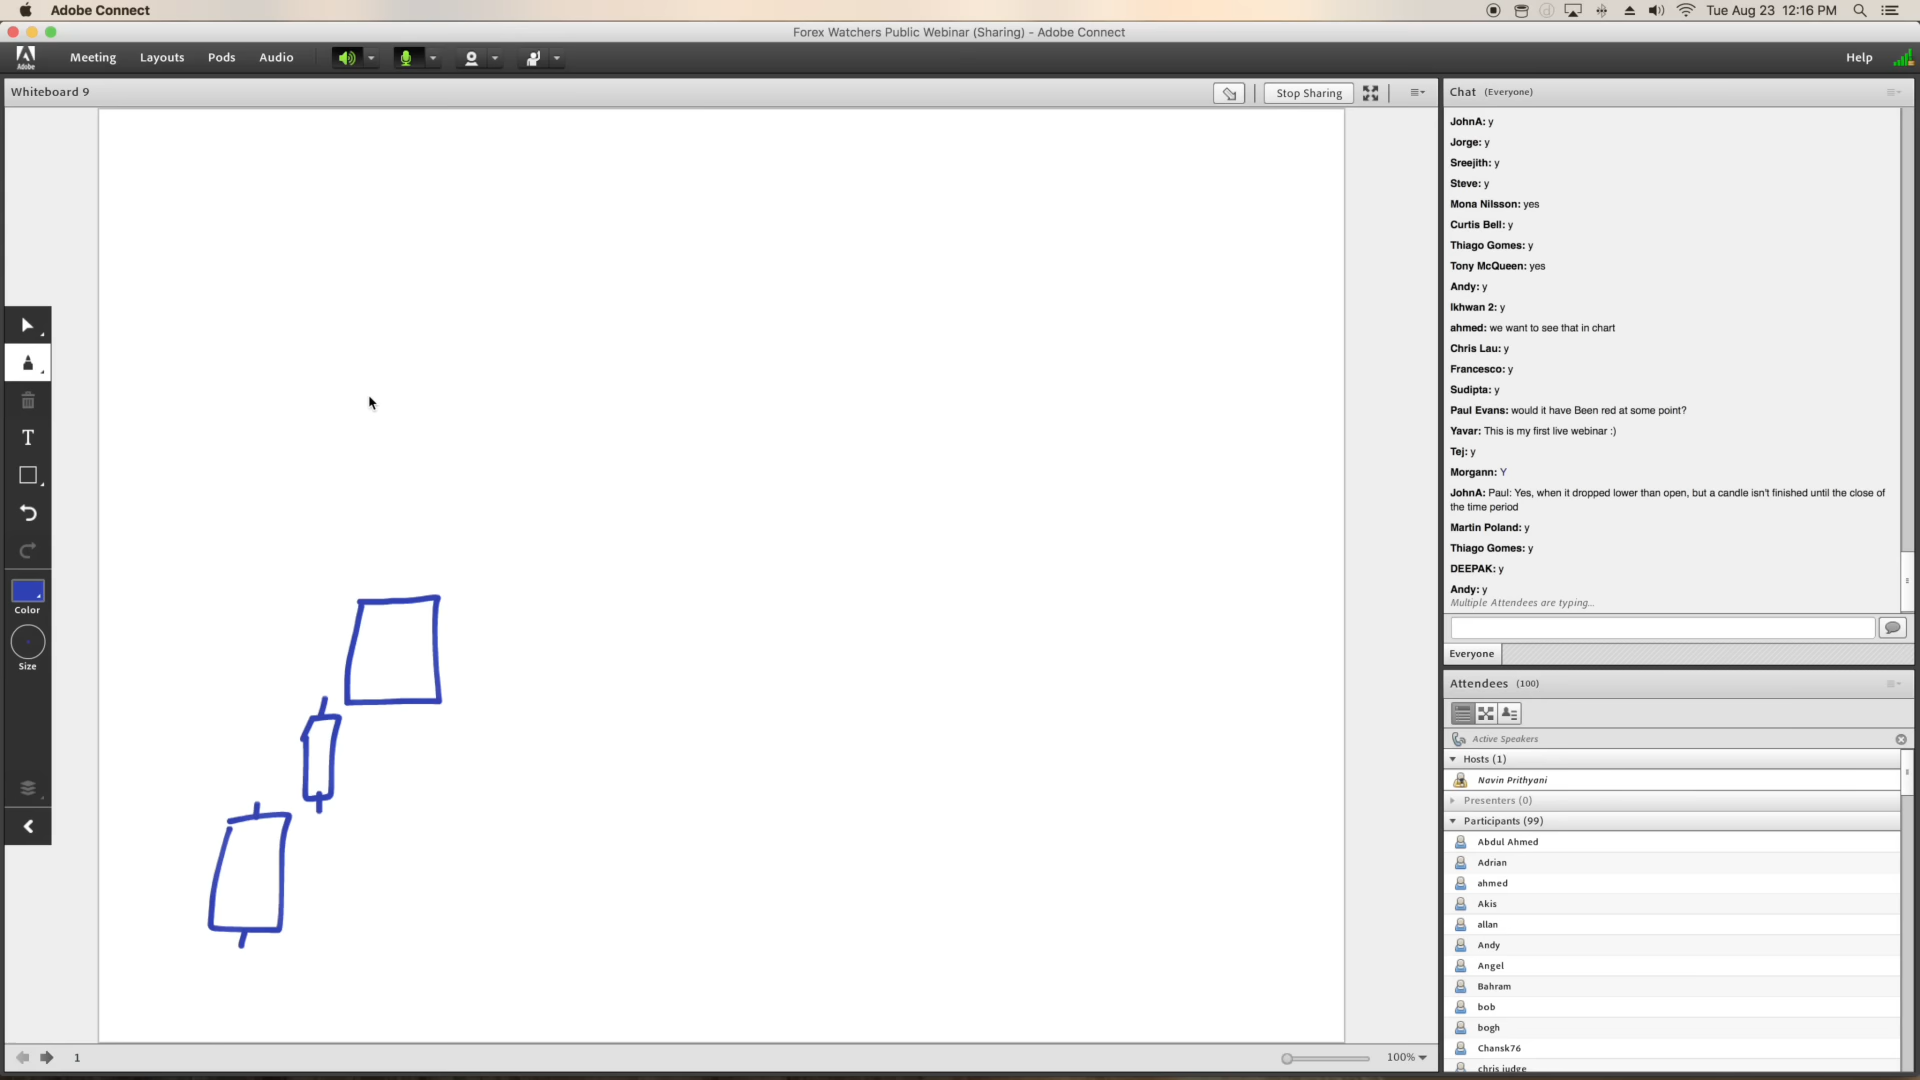 Adobe Connect
Tue Aug 23 12:16 PM
Forex Watchers Public Webinar (Sharing) - Adobe Connect
Adobe
Meeting
Layouts
Pods
Audio
Help
Whiteboard 9
Stop Sharing
T
Color
Size
1
100%
Chat (Everyone)
JohnA: y
Jorge: y
Sreejith: y
Steve: y
Mona Nilsson: yes
Curtis Bell: y
Thiago Gomes: y
Tony McQueen: yes
Andy: y
Ikhwan 2: y
ahmed: we want to see that in chart
Chris Lau: y
Francesco: y
Sudipta: y
Paul Evans: would it have Been red at some point?
Yavar: This is my first live webinar :)
Tej: y
Morgann: Y
JohnA: Paul: Yes, when it dropped lower than open, but a candle isn't finished until the close of
the time period
Martin Poland: y
Thiago Gomes: y
DEEPAK: y
Andy: y
Multiple Attendees are typing...
Everyone
Attendees (100)
Active Speakers
Hosts (1)
Navin Prithyani
Presenters (0)
Participants (99)
Abdul Ahmed
Adrian
ahmed
Akis
allan
Andy
Angel
Bahram
bob
bogh
Chansk76
chris judge